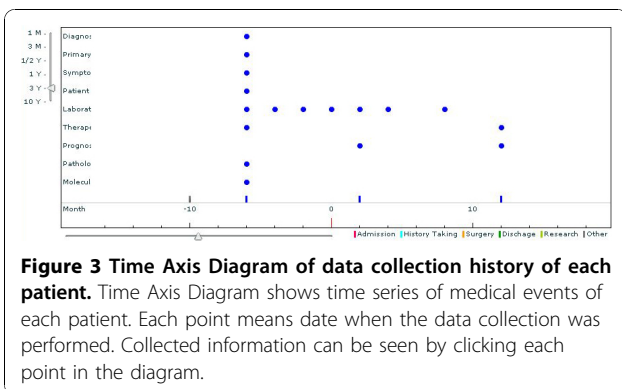 1 M
3 M
1/2 Y
1 Y
3 Y
10 Y
Diagnos
Primary
Sympto
Patient
Laborat
Therape
Prognos
Patholo
Molecul
Month -10 0 10
Admission History Taking Surgery Dischage Research Other
Figure 3 Time Axis Diagram of data collection history of each
patient. Time Axis Diagram shows time series of medical events of
each patient. Each point means date when the data collection was
performed. Collected information can be seen by clicking each
point in the diagram.